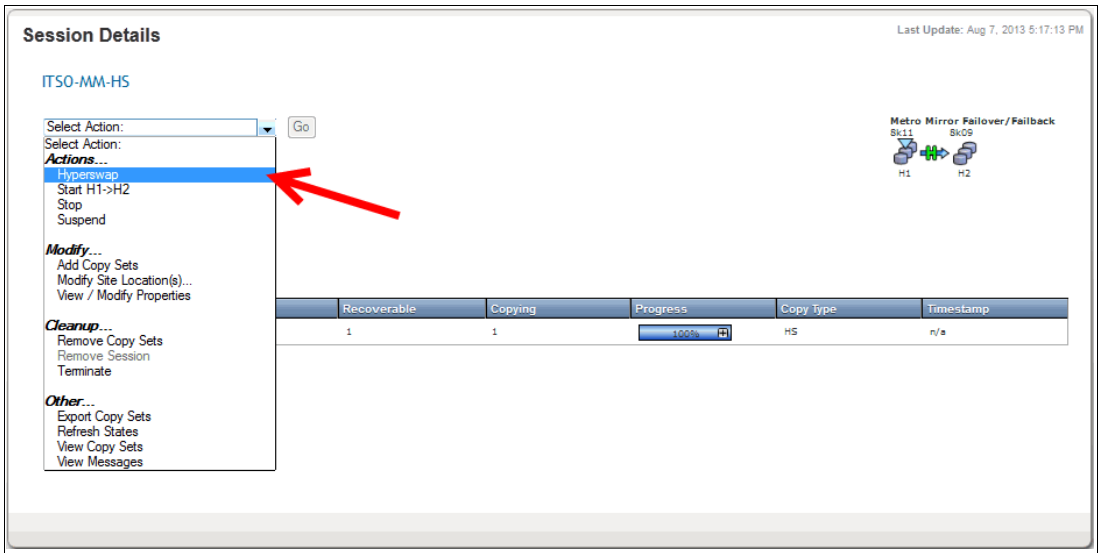 Session Details
Last Update: Aug 7, 2013 5:17:13 PM
ITSO-MM-HS
Select Action:
Go
Metro Mirror Failover/Failback
Sk11 Sk09
H1 H2
Select Action:
Actions...
Hyperswap
Start H1->H2
Stop
Suspend
Modify...
Add Copy Sets
Modify Site Location(s)...
View / Modify Properties
Cleanup...
Remove Copy Sets
Remove Session
Terminate
Other...
Export Copy Sets
Refresh States
View Copy Sets
View Messages
Recoverable Copying Progress Copy Type Timestamp
1 1 100% HS n/a